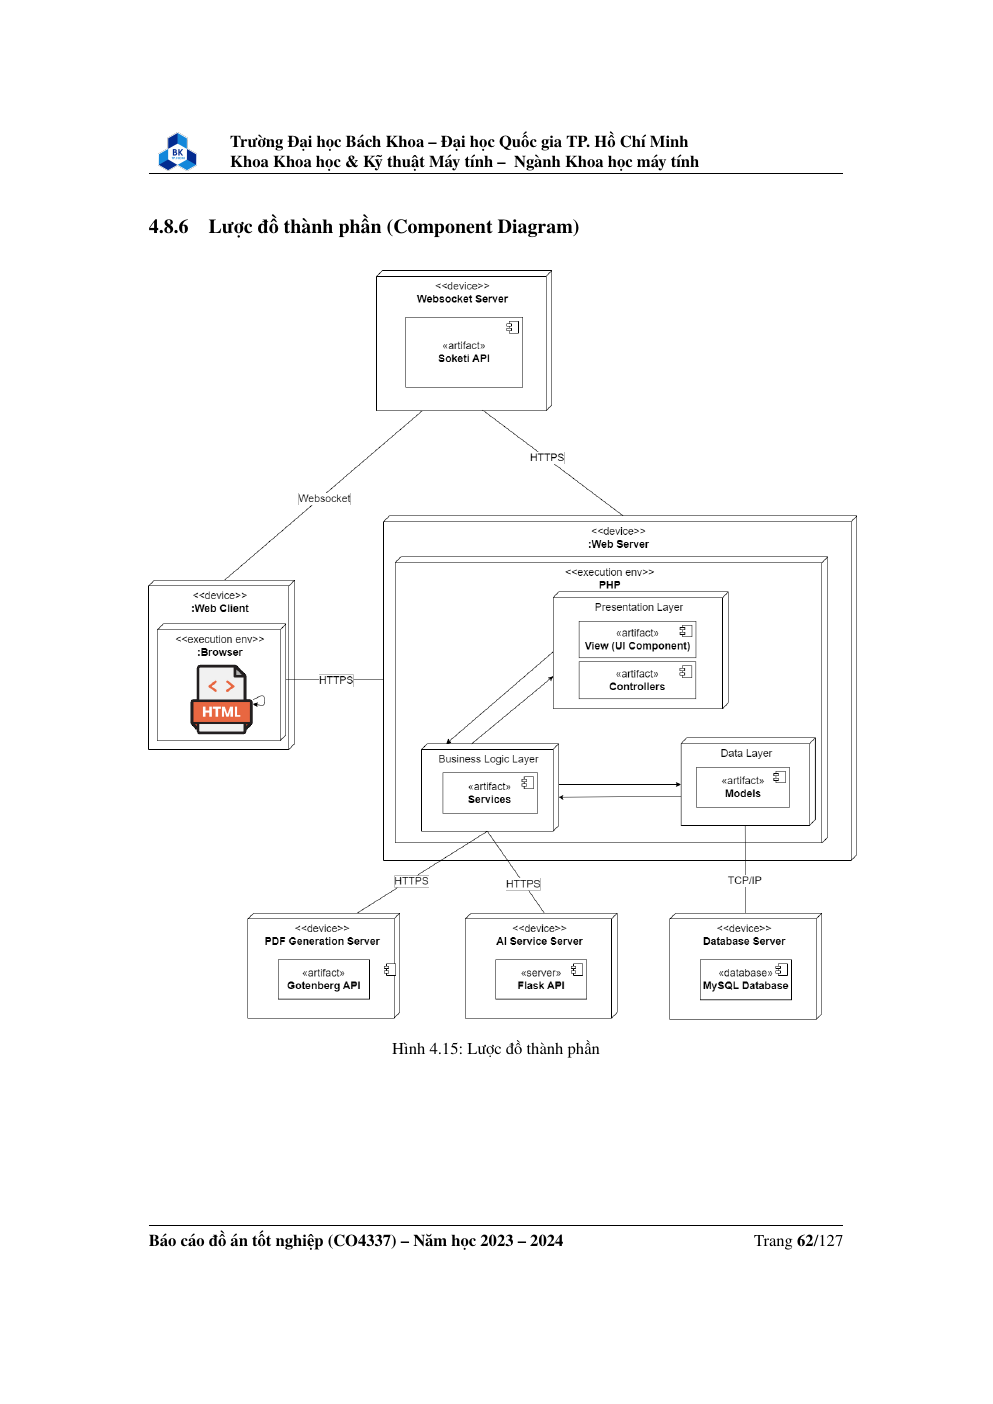 BK
Trường Đại học Bách Khoa – Đại học Quốc gia TP. Hồ Chí Minh
Khoa Khoa học & Kỹ thuật Máy tính – Ngành Khoa học máy tính
4.8.6 Lược đồ thành phần (Component Diagram)
<<device>>
Websocket Server
«artifact»
Soketi API
HTTPS
Websocket
<<device>>
:Web Server
<<execution env>>
PHP
Presentation Layer
«artifact»
View (UI Component)
«artifact»
Controllers
<<device>>
:Web Client
<<execution env>>
:Browser
< >
HTML
HTTPS
Business Logic Layer
«artifact»
Services
Data Layer
«artifact»
Models
HTTPS
HTTPS
TCP/IP
<<device>>
PDF Generation Server
«artifact»
Gotenberg API
<<device>>
AI Service Server
«server»
Flask API
<<device>>
Database Server
«database»
MySQL Database
Hình 4.15: Lược đồ thành phần
Báo cáo đồ án tốt nghiệp (CO4337) – Năm học 2023 – 2024
Trang 62/127